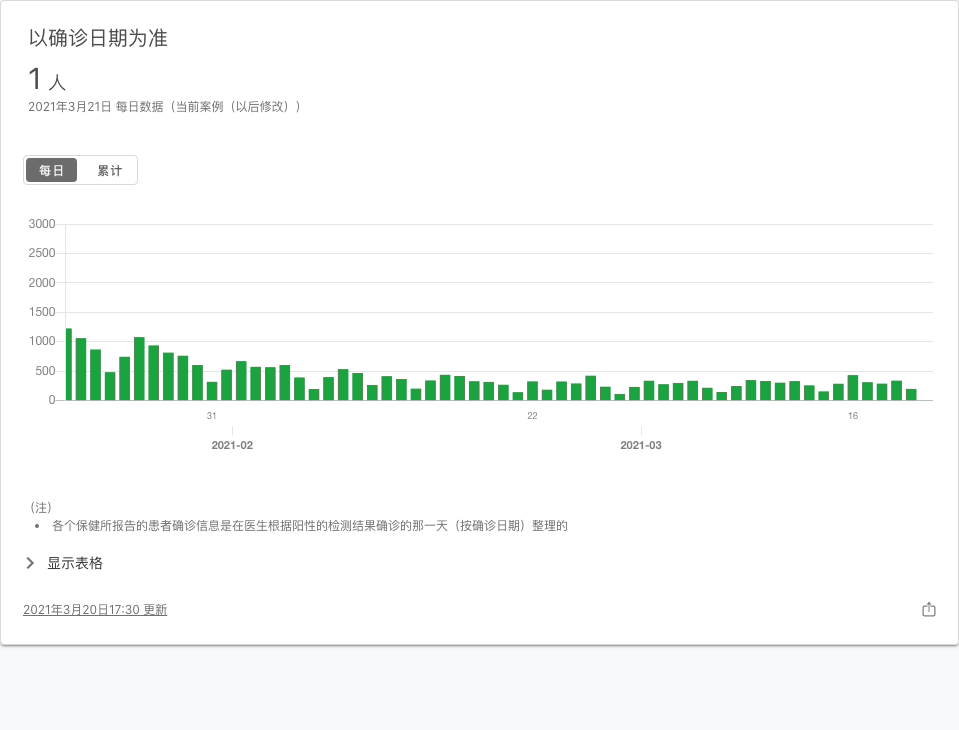 以确诊日期为准
1 人
2021年3月21日 每日数据（当前案例（以后修改））
每日 累计
3000
2500
2000
1500
1000
500
0
31 22 16
2021-02 2021-03
（注）
• 各个保健所报告的患者确诊信息是在医生根据阳性的检测结果确诊的那一天（按确诊日期）整理的
显示表格
2021年3月20日17:30 更新